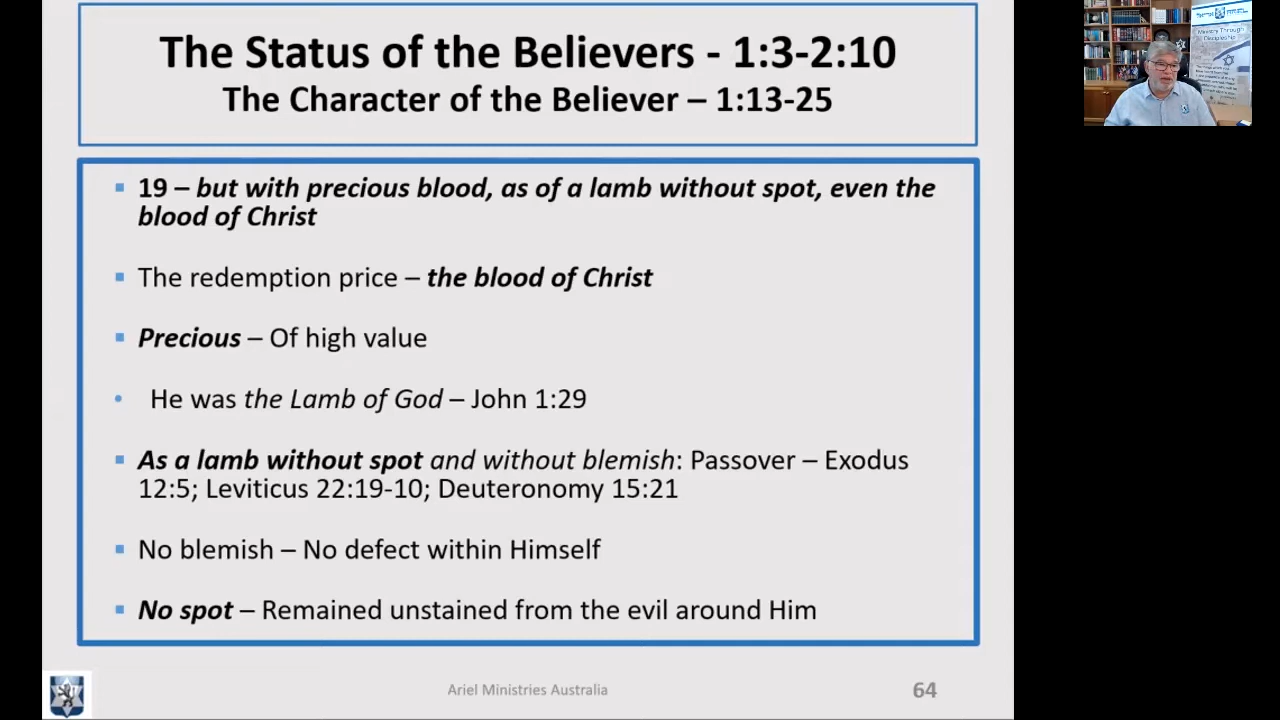 The Status of the Believers - 1:3-2:10
The Character of the Believer – 1:13-25
19 – but with precious blood, as of a lamb without spot, even the
blood of Christ
The redemption price – the blood of Christ
Precious – Of high value
He was the Lamb of God – John 1:29
As a lamb without spot and without blemish: Passover – Exodus
12:5; Leviticus 22:19-10; Deuteronomy 15:21
No blemish – No defect within Himself
No spot – Remained unstained from the evil around Him
Ariel Ministries Australia
64
Ministry Through
Discipleship